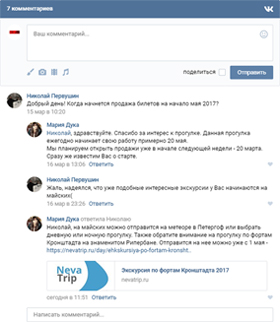 7 комментариев
Ваш комментарий...
поделиться
Отправить
Николай Первушин
Добрый день! Когда начнется продажа билетов на начало мая 2017?
15 мар в 10:20
Мария Дука
Николай, здравствуйте. Спасибо за интерес к прогулке. Данная прогулка
ежегодно начинает свою работу примерно 20 мая.
Мы планируем открыть продажи уже в начале следующей недели - 20 марта.
Сразу же известим Вас о старте.
16 мар в 13:06 Ответить
Николай Первушин
Жаль, надеялся, что уже подобные интересные экскурсии у Вас начинаются на
майских(
16 мар в 23:26 Ответить
Мария Дука ответила Николаю
Николай, на майских можно отправится на метеоре в Петергоф или выбрать
дневную или ночную прогулку. Также обратите внимание на прогулку по фортам
Кронштадта на знаменитом Ритербане. Отправится на нее можно уже с 1 мая -
https://nevatrip.ru/day/ehkskursiya-po-fortam-kronsht..
Neva
Trip
Экскурсия по фортам Кронштадта 2017
nevatrip.ru
сегодня в 11:51 Ответить
Написать комментарий...